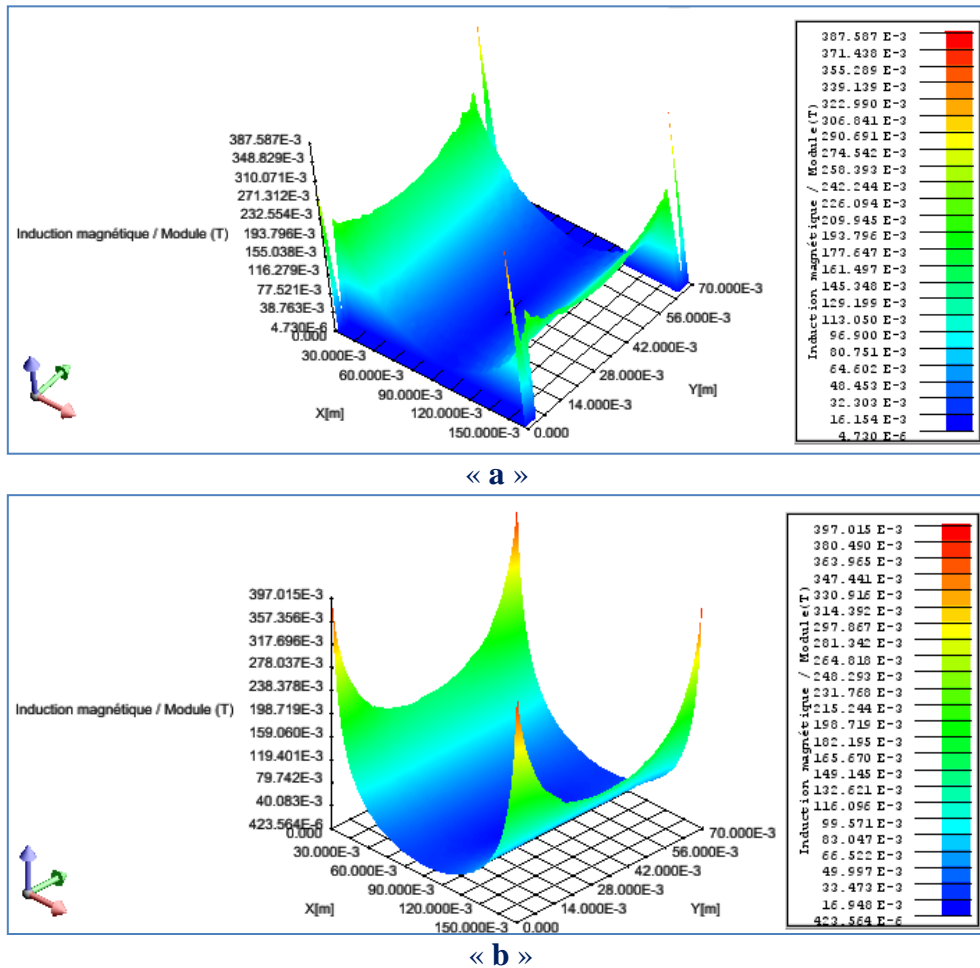 387.587E-3
348.829E-3
310.071E-3
271.312E-3
232.554E-3
193.796E-3
155.038E-3
116.279E-3
77.521E-3
38.763E-3
4.730E-6
Induction magnétique / Module (T)
0.000
30.000E-3
60.000E-3
90.000E-3
120.000E-3
150.000E-3
X[m]
0.000
14.000E-3
28.000E-3
42.000E-3
56.000E-3
70.000E-3
Y[m]
Induction magnétique / Module(T)
387.587 E-3
371.438 E-3
355.289 E-3
339.139 E-3
322.990 E-3
306.841 E-3
290.691 E-3
274.542 E-3
258.393 E-3
242.244 E-3
226.094 E-3
209.945 E-3
193.796 E-3
177.647 E-3
161.497 E-3
145.348 E-3
129.199 E-3
113.050 E-3
96.900 E-3
80.751 E-3
64.602 E-3
48.453 E-3
32.303 E-3
16.154 E-3
4.730 E-6
« a »
397.015E-3
357.356E-3
317.696E-3
278.037E-3
238.378E-3
198.719E-3
159.060E-3
119.401E-3
79.742E-3
40.083E-3
423.564E-6
Induction magnétique / Module (T)
0.000
30.000E-3
60.000E-3
90.000E-3
120.000E-3
150.000E-3
X[m]
0.000
14.000E-3
28.000E-3
42.000E-3
56.000E-3
70.000E-3
Y[m]
Induction magnétique / Module(T)
397.015 E-3
380.490 E-3
363.965 E-3
347.441 E-3
330.916 E-3
314.392 E-3
297.867 E-3
281.342 E-3
264.818 E-3
248.293 E-3
231.768 E-3
215.244 E-3
198.719 E-3
182.195 E-3
165.670 E-3
149.145 E-3
132.621 E-3
116.096 E-3
99.571 E-3
83.047 E-3
66.522 E-3
49.997 E-3
33.473 E-3
16.948 E-3
423.564 E-6
« b »